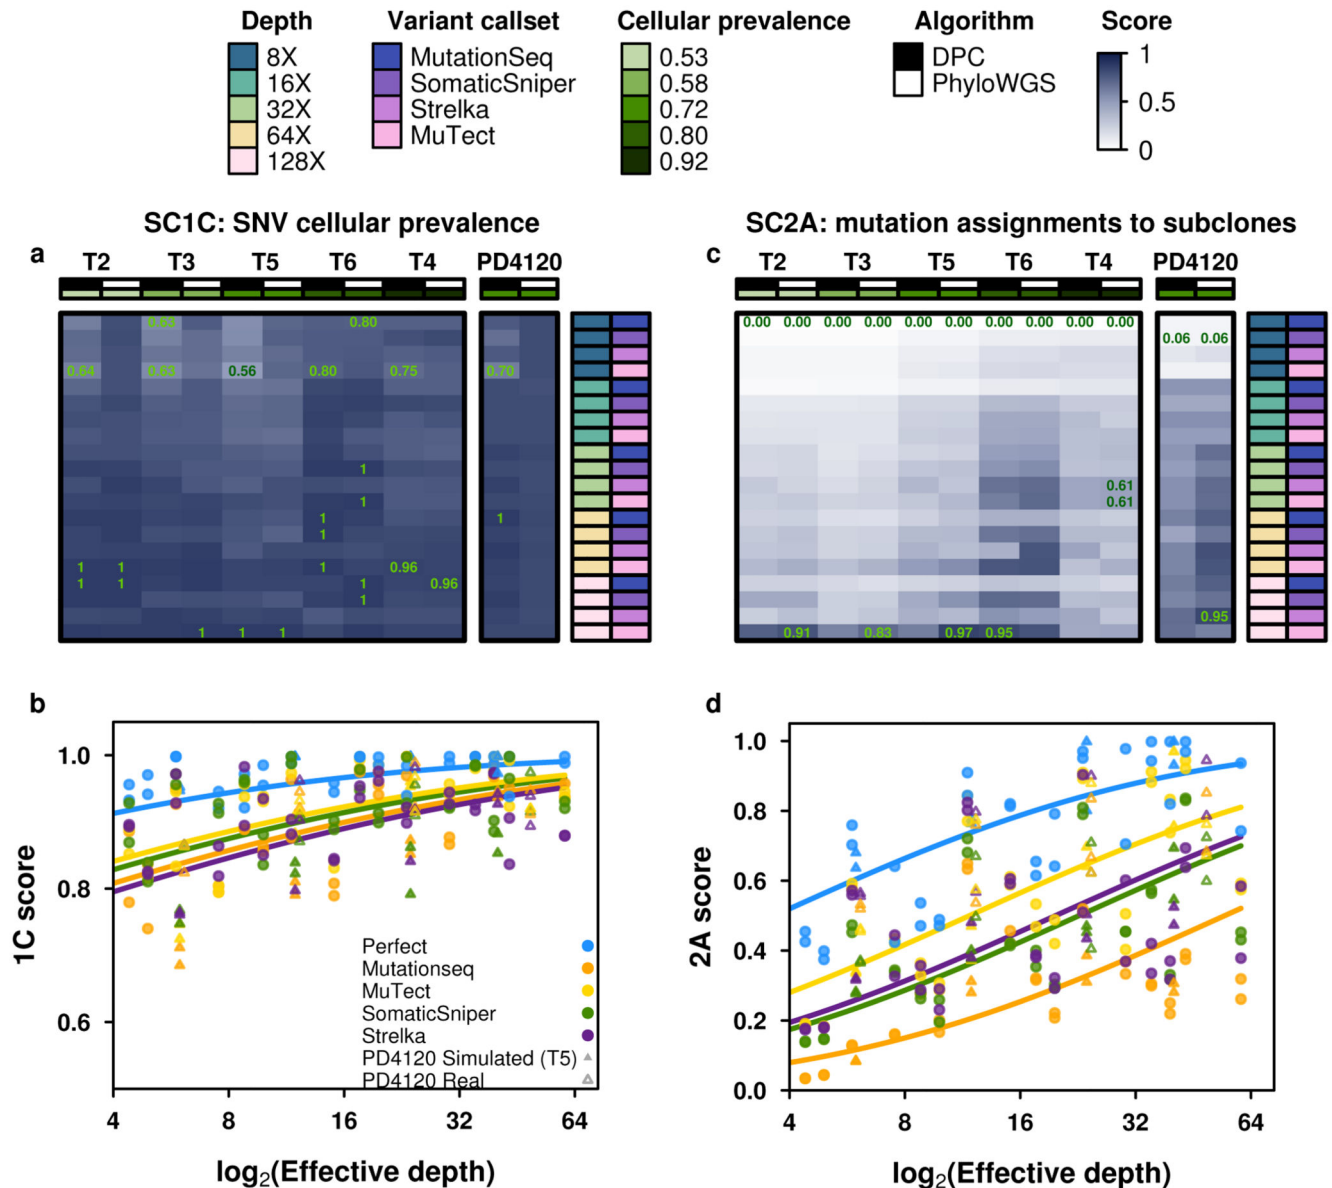 Depth
8X
16X
32X
64X
128X
Variant callset
MutationSeq
SomaticSniper
Strelka
MuTect
Cellular prevalence
0.53
0.58
0.72
0.80
0.92
Algorithm
DPC
PhyloWGS
Score
1
0.5
0
SC1C: SNV cellular prevalence
a
T2 T3 T5 T6 T4 PD4120
0.63 0.80
0.64 0.63 0.56 0.80 0.75 0.70
1
1
1 1
1
1 1 1 0.96
1 1 1 0.96
1
1 1 1
SC2A: mutation assignments to subclones
c
T2 T3 T5 T6 T4 PD4120
0.00 0.00 0.00 0.00 0.00 0.00 0.00 0.00 0.00 0.00
0.06 0.06
0.61
0.61
0.95
0.91 0.83 0.97 0.95
b
1C score
1.0
0.8
0.6
Perfect
Mutationseq
MuTect
SomaticSniper
Strelka
PD4120 Simulated (T5)
PD4120 Real
4 8 16 32 64
log₂(Effective depth)
d
2A score
1.0
0.8
0.6
0.4
0.2
0.0
4 8 16 32 64
log₂(Effective depth)